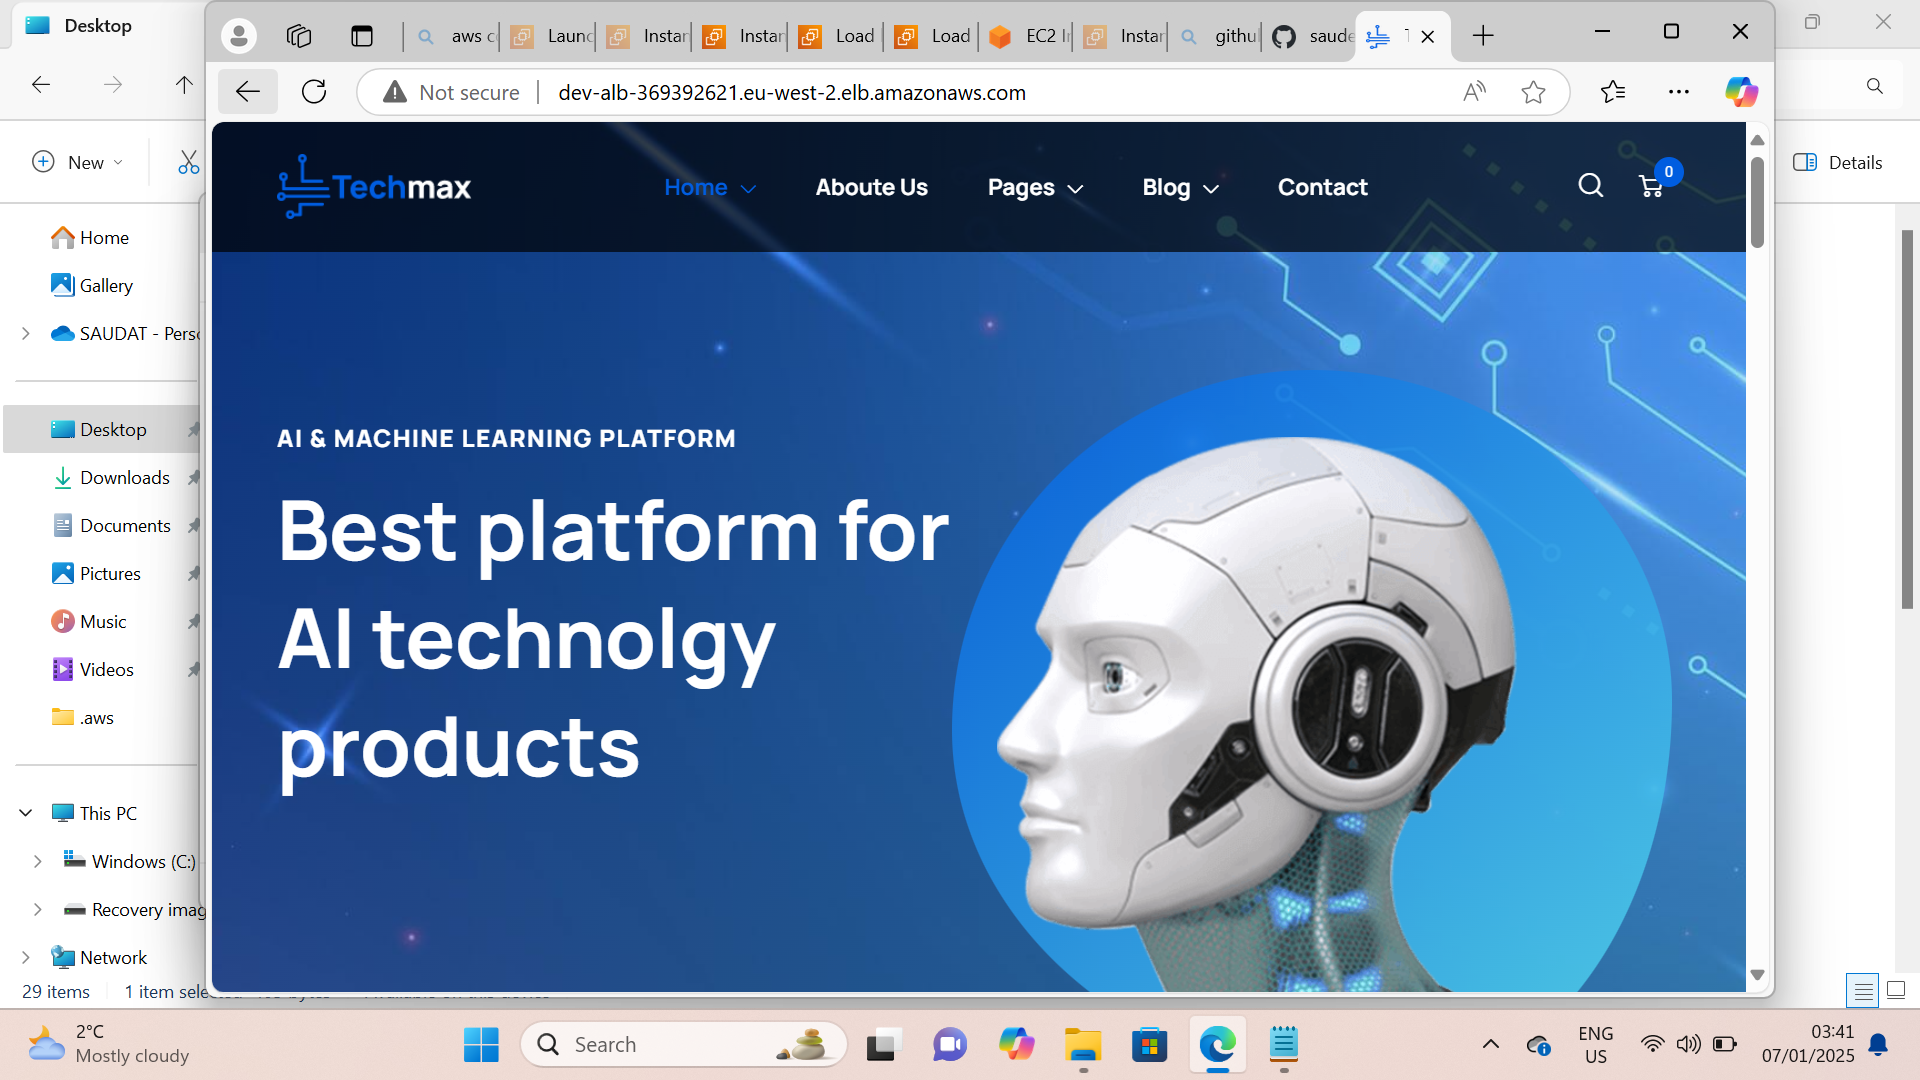 Desktop
aws c
Launc
Instar
Instar
Load
Load
EC2 I
Instar
githul
saude
Not secure
dev-alb-369392621.eu-west-2.elb.amazonaws.com
New
Details
Techmax
Home
Aboute Us
Pages
Blog
Contact
0
Home
Gallery
SAUDAT - Perso
Desktop
Downloads
Documents
Pictures
Music
Videos
.aws
This PC
Windows (C:)
Recovery imag
Network
AI & MACHINE LEARNING PLATFORM
Best platform for
AI technolgy
products
29 items
1 item sele
2°C
Mostly cloudy
Search
ENG
US
03:41
07/01/2025